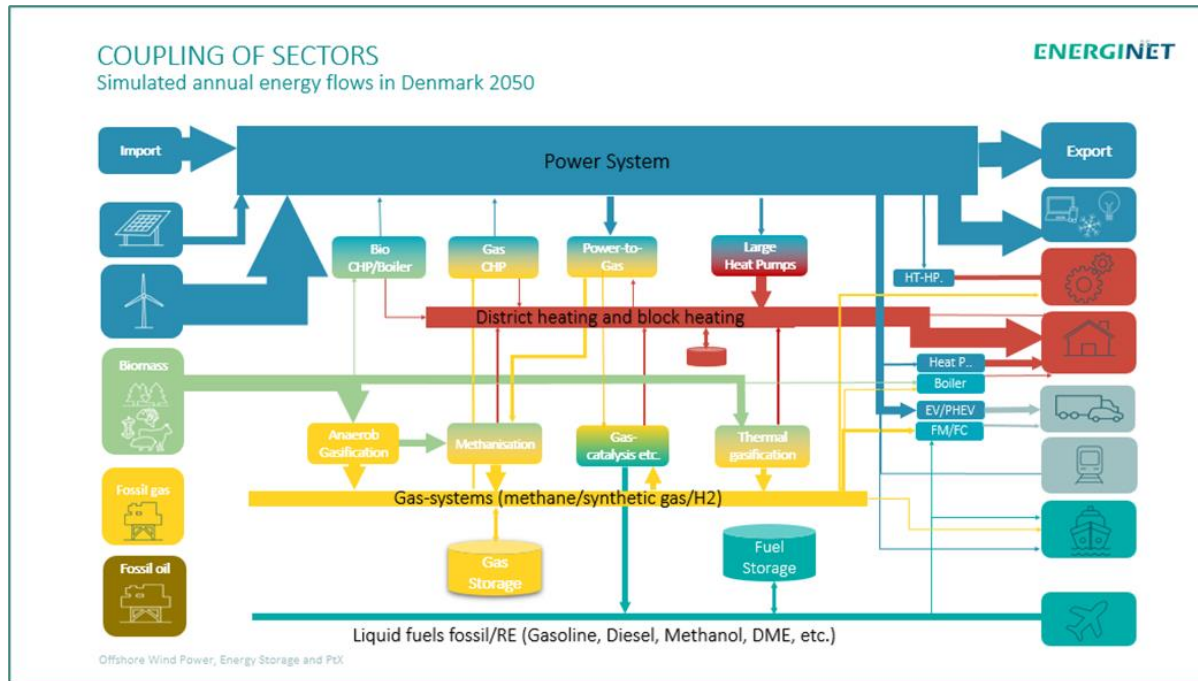 COUPLING OF SECTORS
Simulated annual energy flows in Denmark 2050
ENERGINET
Import
Power System
Export
Bio
CHP/Boiler
Gas
CHP
Power-to-
Gas
Large
Heat Pumps
HT-HP.
District heating and block heating
Biomass
Heat P..
Boiler
EV/PHEV
FM/FC
Anaerob
Gasification
Methanisation
Gas-
catalysis etc.
Thermal
gasification
Fossil gas
Gas-systems (methane/synthetic gas/H2)
Gas
Storage
Fuel
Storage
Fossil oil
Liquid fuels fossil/RE (Gasoline, Diesel, Methanol, DME, etc.)
Offshore Wind Power, Energy Storage and PtX